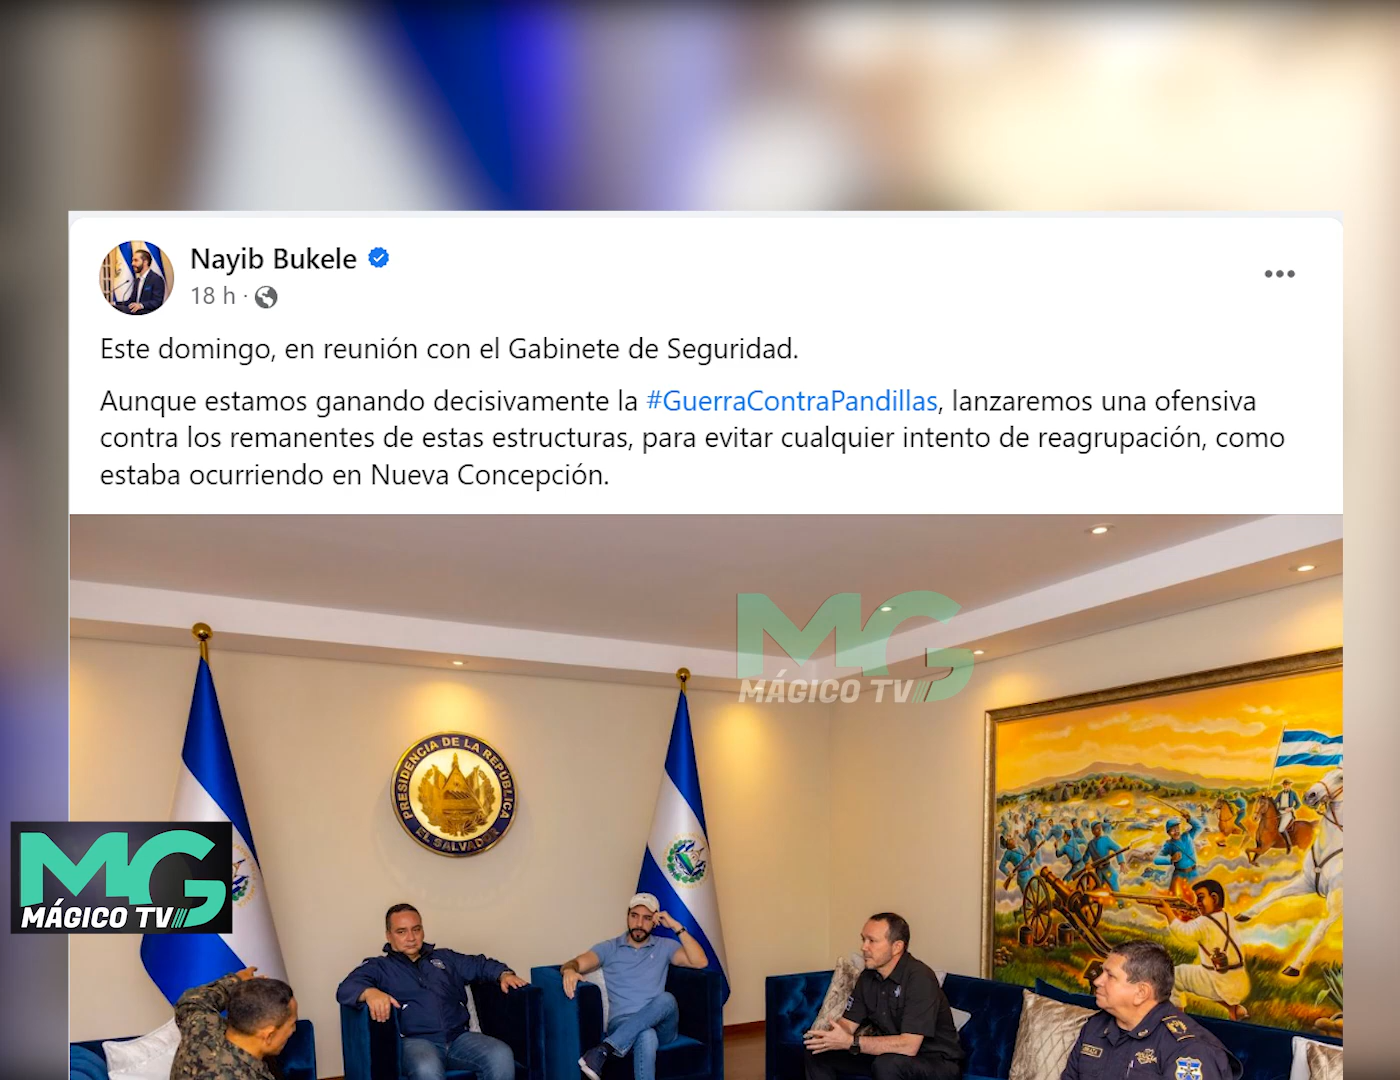 Nayib Bukele
18 h ·
Este domingo, en reunión con el Gabinete de Seguridad.
Aunque estamos ganando decisivamente la #GuerraContraPandillas, lanzaremos una ofensiva
contra los remanentes de estas estructuras, para evitar cualquier intento de reagrupación, como
estaba ocurriendo en Nueva Concepción.
MG
MÁGICO TV
PRESIDENCIA DE LA REPÚBLICA
EL SALVADOR
MG
MÁGICO TV